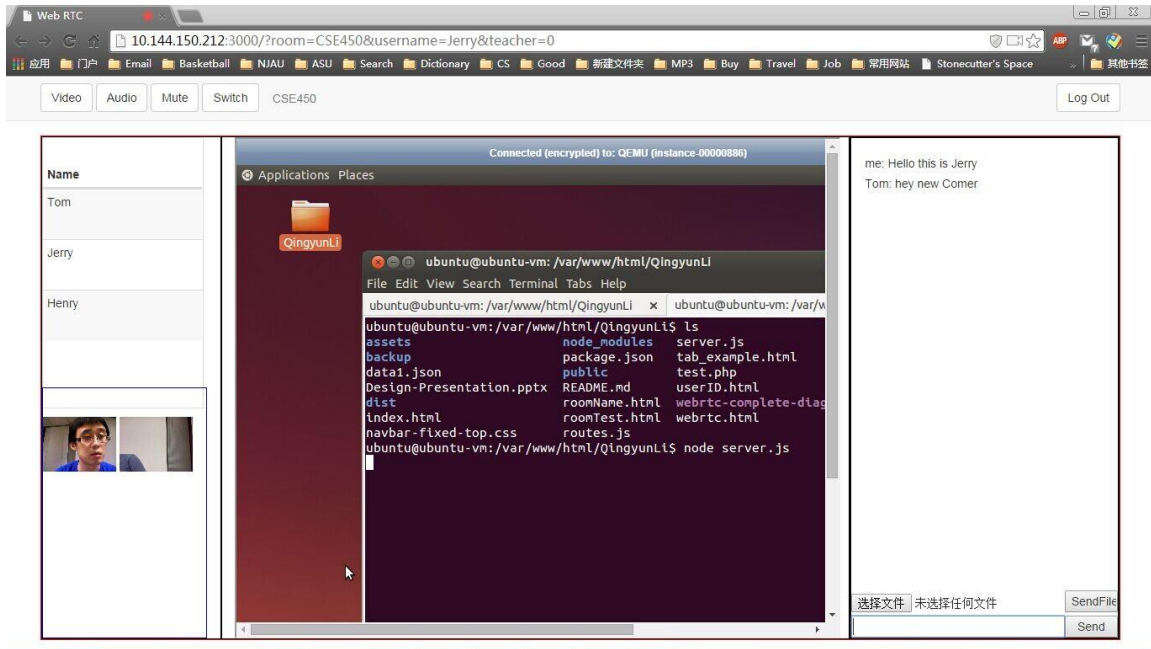 Web RTC
10.144.150.212:3000/?room=CSE450&username=Jerry&teacher=0
应用 门户 Email Basketball NJAU ASU Search Dictionary CS Good 新建文件夹 MP3 Buy Travel Job 常用网站 Stonecutter's Space » 其他书签
Video Audio Mute Switch CSE450 Log Out
Name
Tom
Jerry
Henry
Connected (encrypted) to: QEMU (instance-00000886)
Applications Places
QingyunLi
ubuntu@ubuntu-vm: /var/www/html/QingyunLi
File Edit View Search Terminal Tabs Help
ubuntu@ubuntu-vm: /var/www/html/QingyunLi × ubuntu@ubuntu-vm: /var/w
ubuntu@ubuntu-vm:/var/www/html/QingyunLi$ ls
assets node_modules server.js
backup package.json tab_example.html
data1.json public test.php
Design-Presentation.pptx README.md userID.html
dist roomName.html webrtc-complete-diag
index.html roomTest.html webrtc.html
navbar-fixed-top.css routes.js
ubuntu@ubuntu-vm:/var/www/html/QingyunLi$ node server.js
me: Hello this is Jerry
Tom: hey new Comer
选择文件 未选择任何文件 SendFile
Send